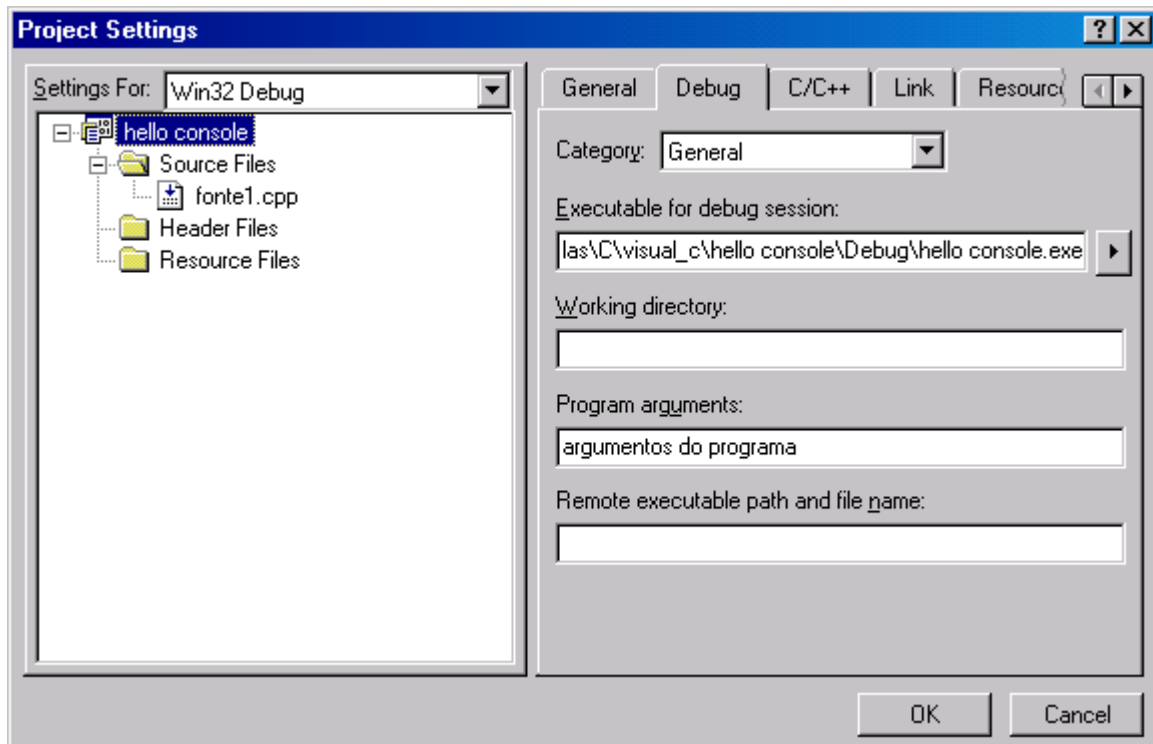 Project Settings
Settings For: Win32 Debug
hello console
Source Files
fonte1.cpp
Header Files
Resource Files
General Debug C/C++ Link Resourc
Category: General
Executable for debug session:
las\C\visual_c\hello console\Debug\hello console.exe
Working directory:
Program arguments:
argumentos do programa
Remote executable path and file name:
OK Cancel